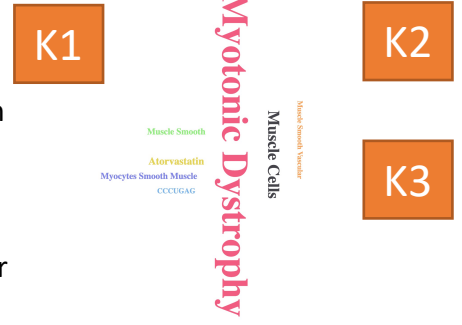 K1
K2
K3
Myotonic Dystrophy
Muscle Cells
Muscle Smooth Vascular
Muscle Smooth
Atorvastatin
Myocytes Smooth Muscle
CCCUGAG
r